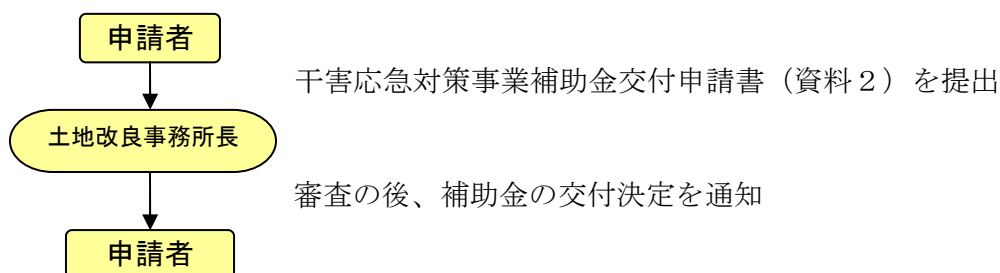 申請者
干害応急対策事業補助金交付申請書（資料２）を提出
土地改良事務所長
審査の後、補助金の交付決定を通知
申請者